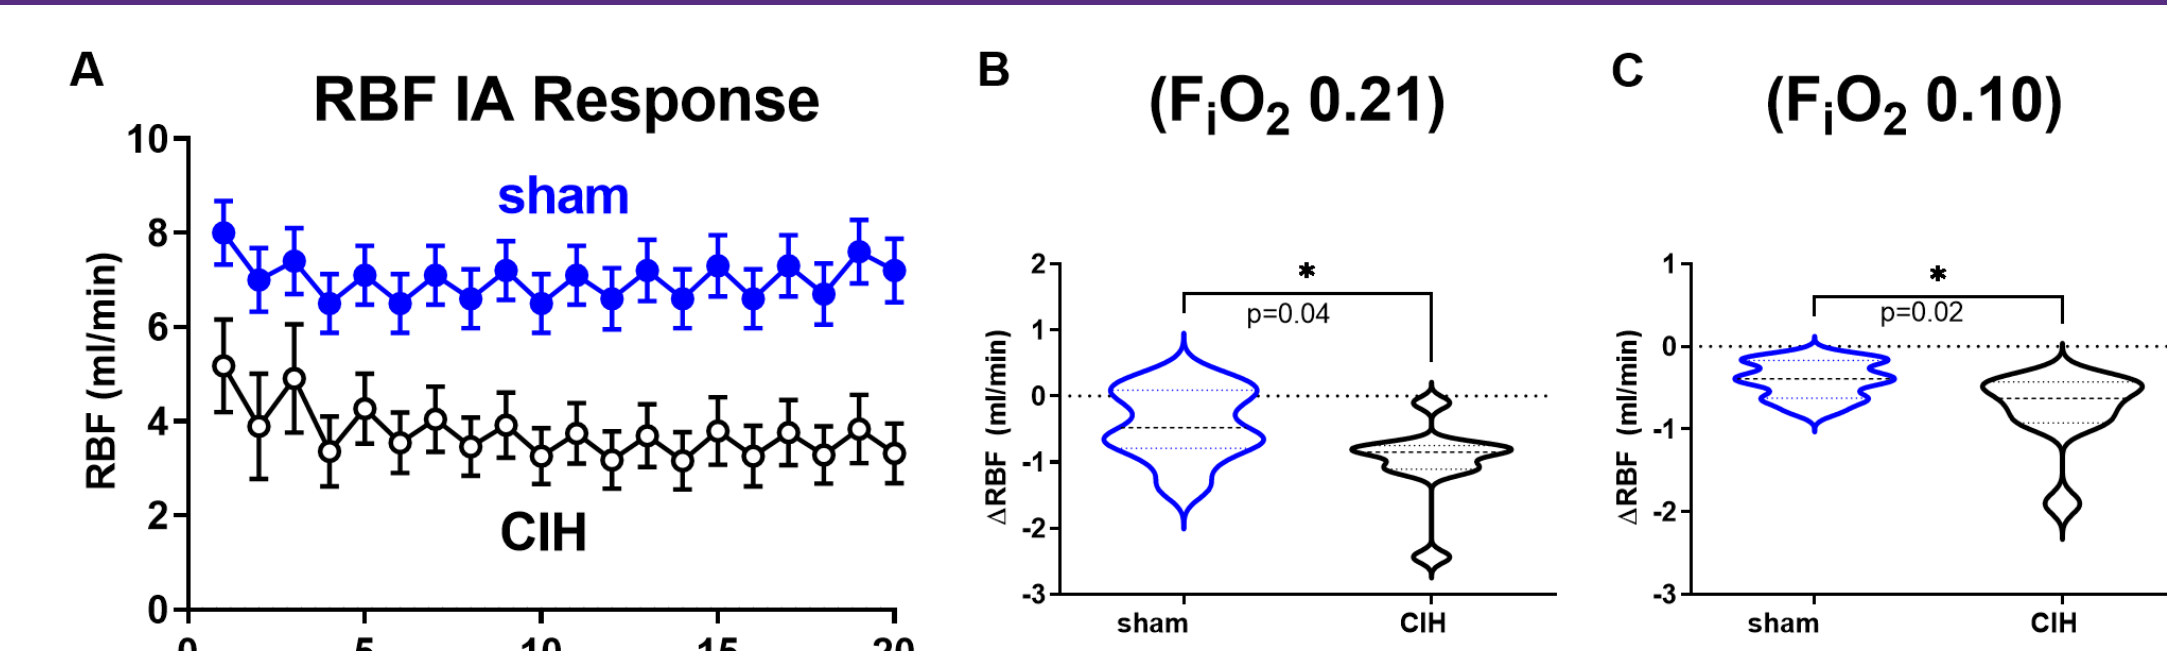 A
RBF IA Response
10
8
6
4
2
0
RBF (ml/min)
sham
CIH
0 5 10 15 20
B
(FiO2 0.21)
2
1
0
-1
-2
-3
ΔRBF (ml/min)
*
p=0.04
sham CIH
C
(FiO2 0.10)
1
0
-1
-2
-3
ΔRBF (ml/min)
*
p=0.02
sham CIH